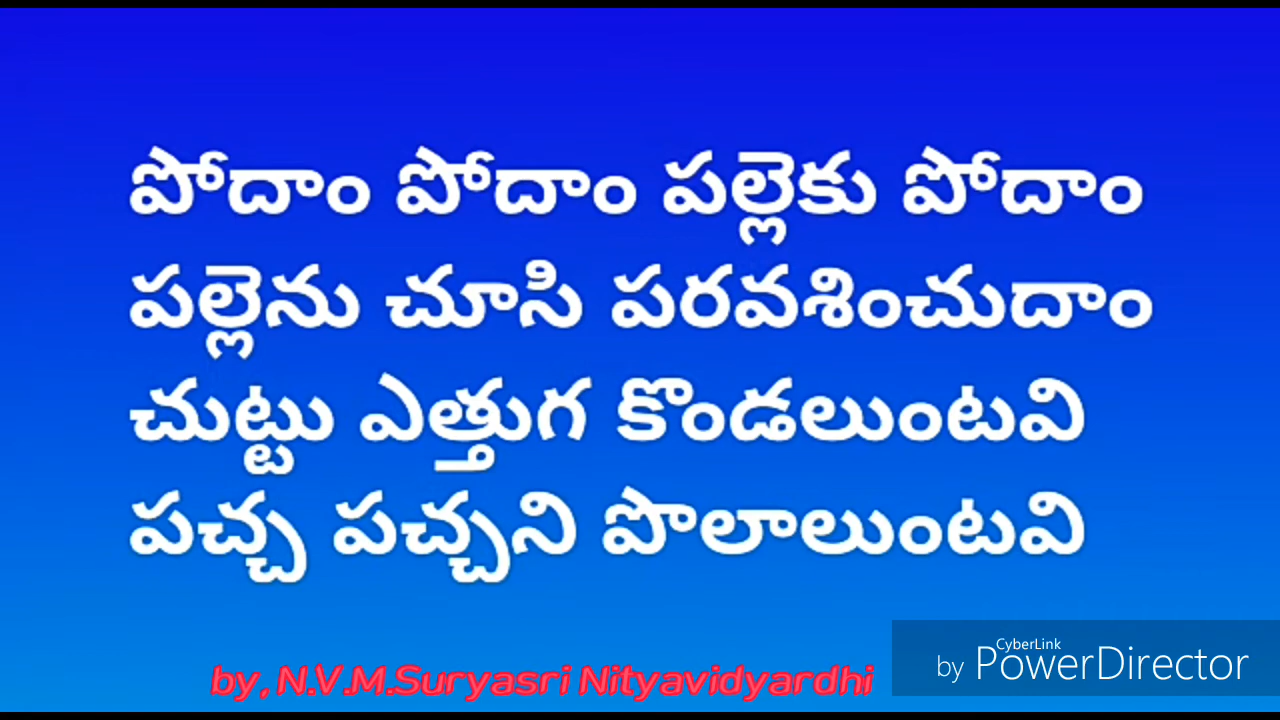 పోదాం పోదాం పల్లెకు పోదాం
పల్లెను చూసి పరవశించుదాం
చుట్టు ఎత్తుగ కొండలుంటవి
పచ్చ పచ్చని పొలాలుంటవి
by, N.V.M.Suryasri Nityavidyardhi
CyberLink
by PowerDirector